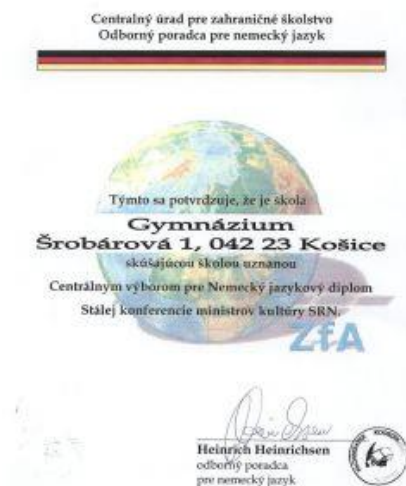 Centralný úrad pre zahraničné školstvo
Odborný poradca pre nemecký jazyk
Týmto sa potvrdzuje, že je škola
Gymnázium
Šrobárová 1, 042 23 Košice
skúšajúcou školou uznanou
Centrálnym výborom pre Nemecký jazykový diplom
Stálej konferencie ministrov kultúry SRN.
ZfA
Heinrich Heinrichsen
odborný poradca
pre nemecký jazyk